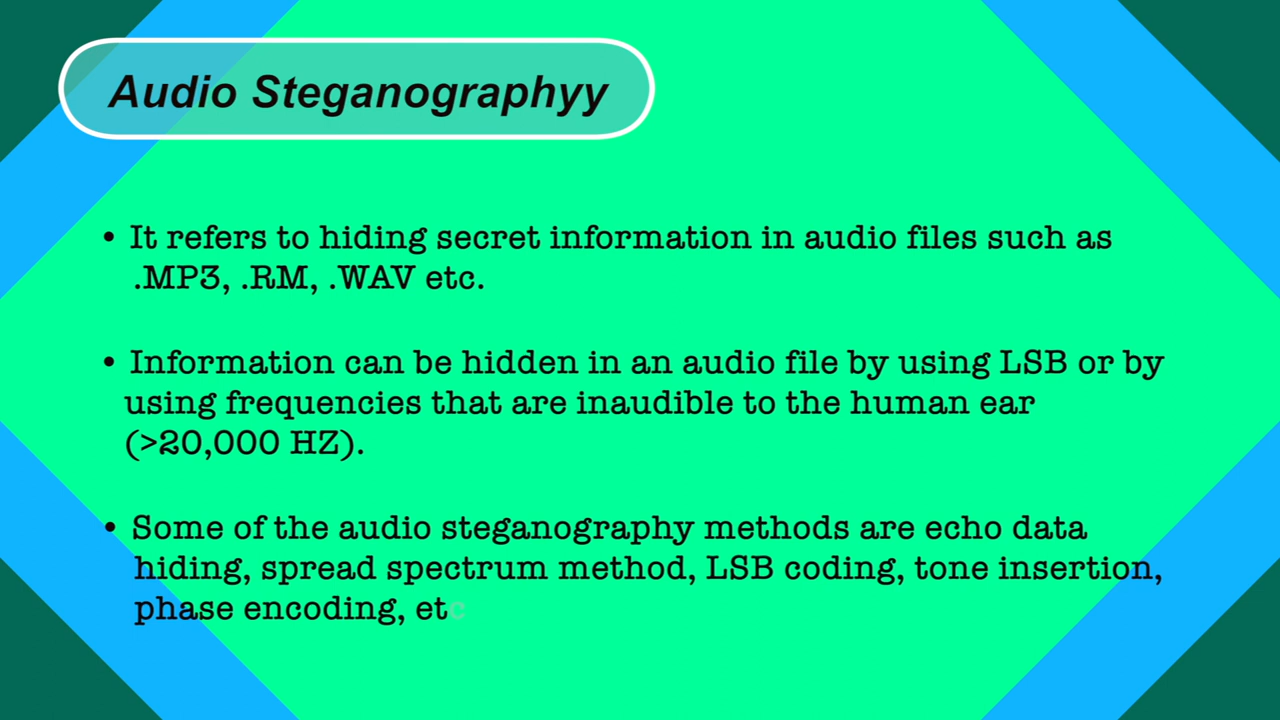 Audio Steganographyy
• It refers to hiding secret information in audio files such as
.MP3, .RM, .WAV etc.
• Information can be hidden in an audio file by using LSB or by
using frequencies that are inaudible to the human ear
(>20,000 HZ).
• Some of the audio steganography methods are echo data
hiding, spread spectrum method, LSB coding, tone insertion,
phase encoding, etc